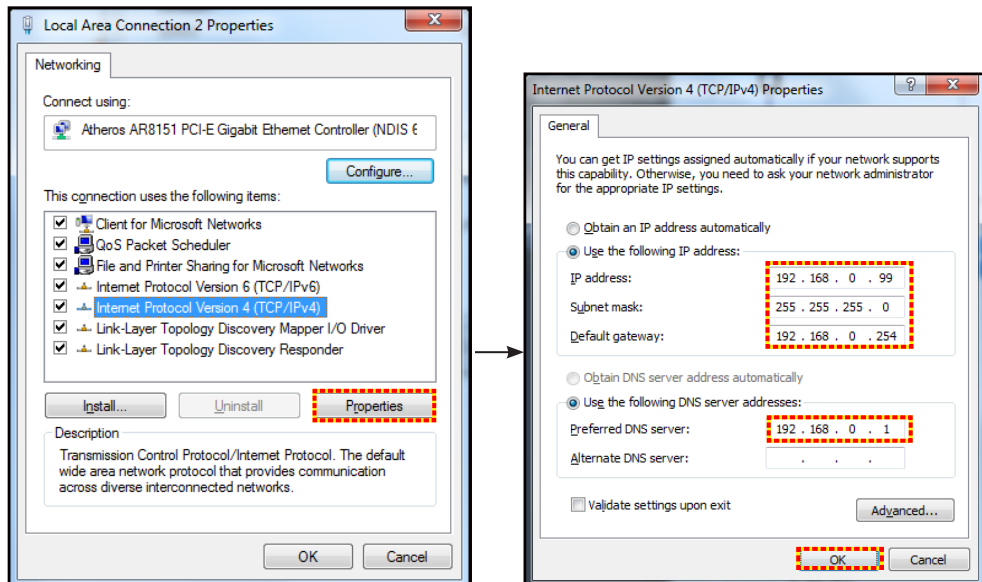 Local Area Connection 2 Properties
Networking
Connect using:
Atheros AR8151 PCI-E Gigabit Ethernet Controller (NDIS 6
Configure...
This connection uses the following items:
Client for Microsoft Networks
QoS Packet Scheduler
File and Printer Sharing for Microsoft Networks
Internet Protocol Version 6 (TCP/IPv6)
Internet Protocol Version 4 (TCP/IPv4)
Link-Layer Topology Discovery Mapper I/O Driver
Link-Layer Topology Discovery Responder
Install...
Uninstall
Properties
Description
Transmission Control Protocol/Internet Protocol. The default
wide area network protocol that provides communication
across diverse interconnected networks.
OK
Cancel
Internet Protocol Version 4 (TCP/IPv4) Properties
General
You can get IP settings assigned automatically if your network supports
this capability. Otherwise, you need to ask your network administrator
for the appropriate IP settings.
Obtain an IP address automatically
Use the following IP address:
IP address: 192 . 168 . 0 . 99
Subnet mask: 255 . 255 . 255 . 0
Default gateway: 192 . 168 . 0 . 254
Obtain DNS server address automatically
Use the following DNS server addresses:
Preferred DNS server: 192 . 168 . 0 . 1
Alternate DNS server: . . .
Validate settings upon exit
Advanced...
OK
Cancel